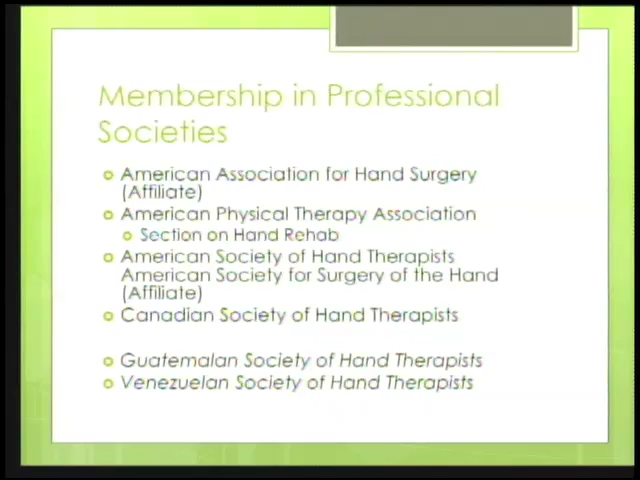 Membership in Professional
Societies
American Association for Hand Surgery
(Affiliate)
American Physical Therapy Association
Section on Hand Rehab
American Society of Hand Therapists
American Society for Surgery of the Hand
(Affiliate)
Canadian Society of Hand Therapists
Guatemalan Society of Hand Therapists
Venezuelan Society of Hand Therapists